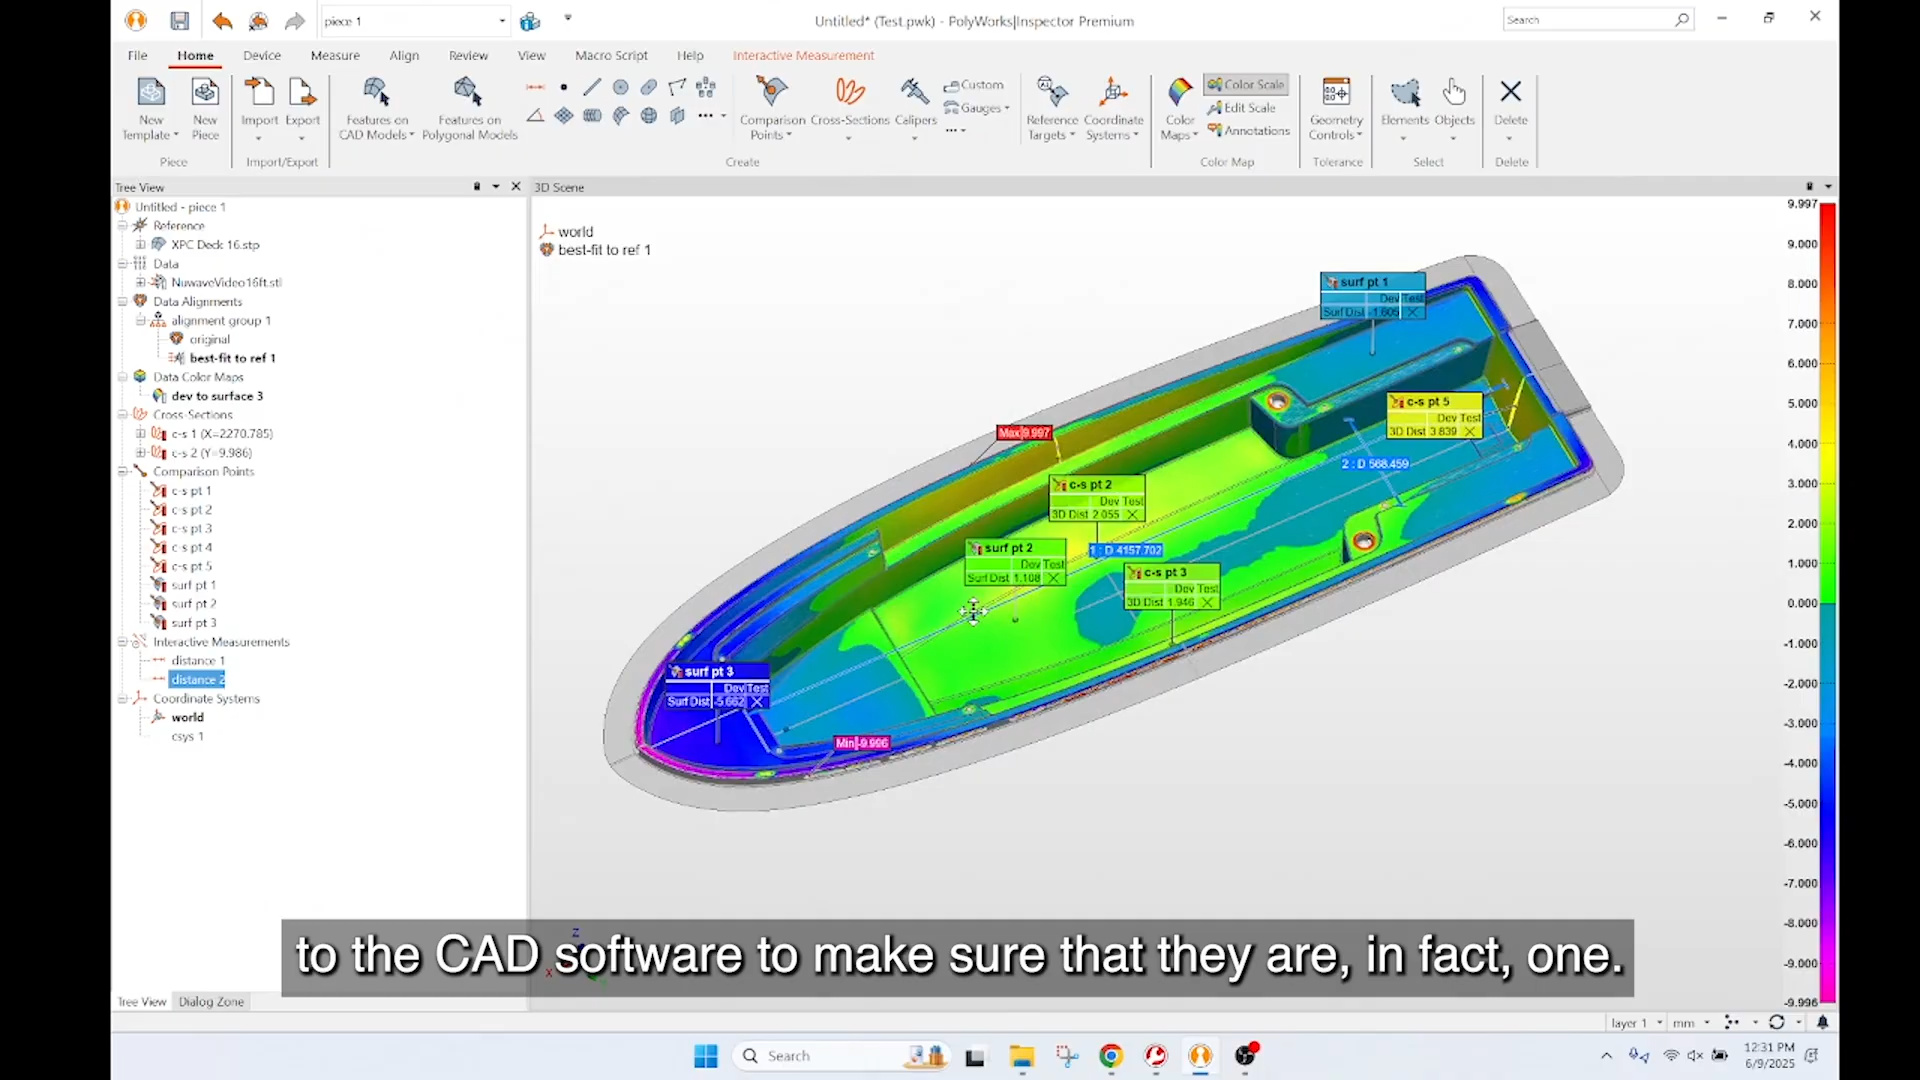 piece 1
Untitled* (Test.pwk) - PolyWorks|Inspector Premium
Search
File Home Device Measure Align Review View Macro Script Help Interactive Measurement
New Template
New Piece
Piece
Import
Export
Import/Export
Features on CAD Models
Features on Polygonal Models
Comparison Points
Cross-Sections
Calipers
Custom
Gauges
Create
Reference Targets
Coordinate Systems
Color Maps
Color Scale
Edit Scale
Annotations
Color Map
Geometry Controls
Tolerance
Elements
Objects
Select
Delete
Delete
Tree View
Untitled - piece 1
Reference
XPC Deck 16.stp
Data
NuwaveVideo16ft.stl
Data Alignments
alignment group 1
original
best-fit to ref 1
Data Color Maps
dev to surface 3
Cross-Sections
c-s 1 (X=2270.785)
c-s 2 (Y=9.986)
Comparison Points
c-s pt 1
c-s pt 2
c-s pt 3
c-s pt 4
c-s pt 5
surf pt 1
surf pt 2
surf pt 3
Interactive Measurements
distance 1
distance 2
Coordinate Systems
world
csys 1
Tree View
Dialog Zone
3D Scene
world
best-fit to ref 1
surf pt 1
Dev Test
Surf Dist -1.605
c-s pt 5
Dev Test
3D Dist 3.839
Max 9.997
2 : D 568.459
c-s pt 2
Dev Test
3D Dist 2.055
surf pt 2
Dev Test
Surf Dist 1.108
1 : D 4157.702
c-s pt 3
Dev Test
3D Dist 1.946
surf pt 3
Dev Test
Surf Dist -5.662
Min -9.996
9.997
9.000
8.000
7.000
6.000
5.000
4.000
3.000
2.000
1.000
0.000
-1.000
-2.000
-3.000
-4.000
-5.000
-6.000
-7.000
-8.000
-9.000
-9.996
Z
X
to the CAD software to make sure that they are, in fact, one.
layer 1
mm
Search
12:31 PM
6/9/2025